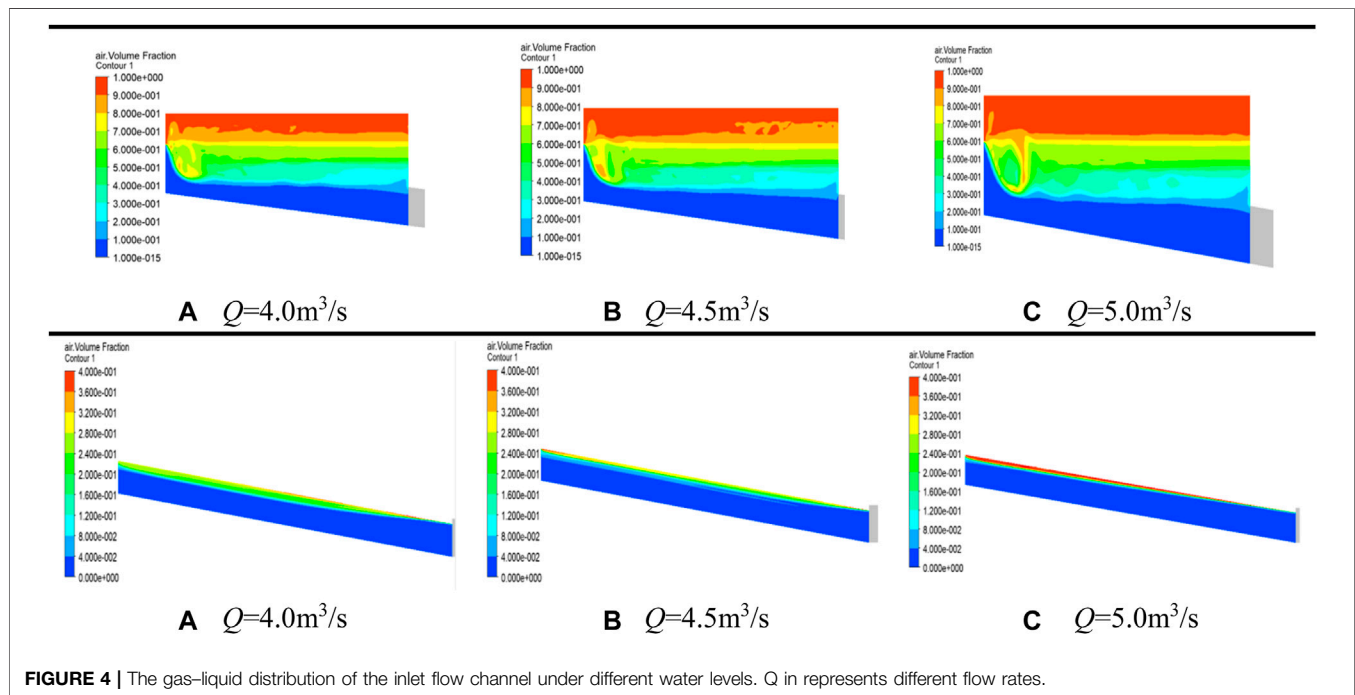 air.Volume Fraction
Contour 1
1.000e+000
9.000e-001
8.000e-001
7.000e-001
6.000e-001
5.000e-001
4.000e-001
3.000e-001
2.000e-001
1.000e-001
1.000e-015
A Q=4.0m³/s
air.Volume Fraction
Contour 1
1.000e+000
9.000e-001
8.000e-001
7.000e-001
6.000e-001
5.000e-001
4.000e-001
3.000e-001
2.000e-001
1.000e-001
1.000e-015
B Q=4.5m³/s
air.Volume Fraction
Contour 1
1.000e+000
9.000e-001
8.000e-001
7.000e-001
6.000e-001
5.000e-001
4.000e-001
3.000e-001
2.000e-001
1.000e-001
1.000e-015
C Q=5.0m³/s
air.Volume Fraction
Contour 1
4.000e-001
3.600e-001
3.200e-001
2.800e-001
2.400e-001
2.000e-001
1.600e-001
1.200e-001
8.000e-002
4.000e-002
0.000e+000
A Q=4.0m³/s
air.Volume Fraction
Contour 1
4.000e-001
3.600e-001
3.200e-001
2.800e-001
2.400e-001
2.000e-001
1.600e-001
1.200e-001
8.000e-002
4.000e-002
0.000e+000
B Q=4.5m³/s
air.Volume Fraction
Contour 1
4.000e-001
3.600e-001
3.200e-001
2.800e-001
2.400e-001
2.000e-001
1.600e-001
1.200e-001
8.000e-002
4.000e-002
0.000e+000
C Q=5.0m³/s
FIGURE 4 | The gas–liquid distribution of the inlet flow channel under different water levels. Q in represents different flow rates.